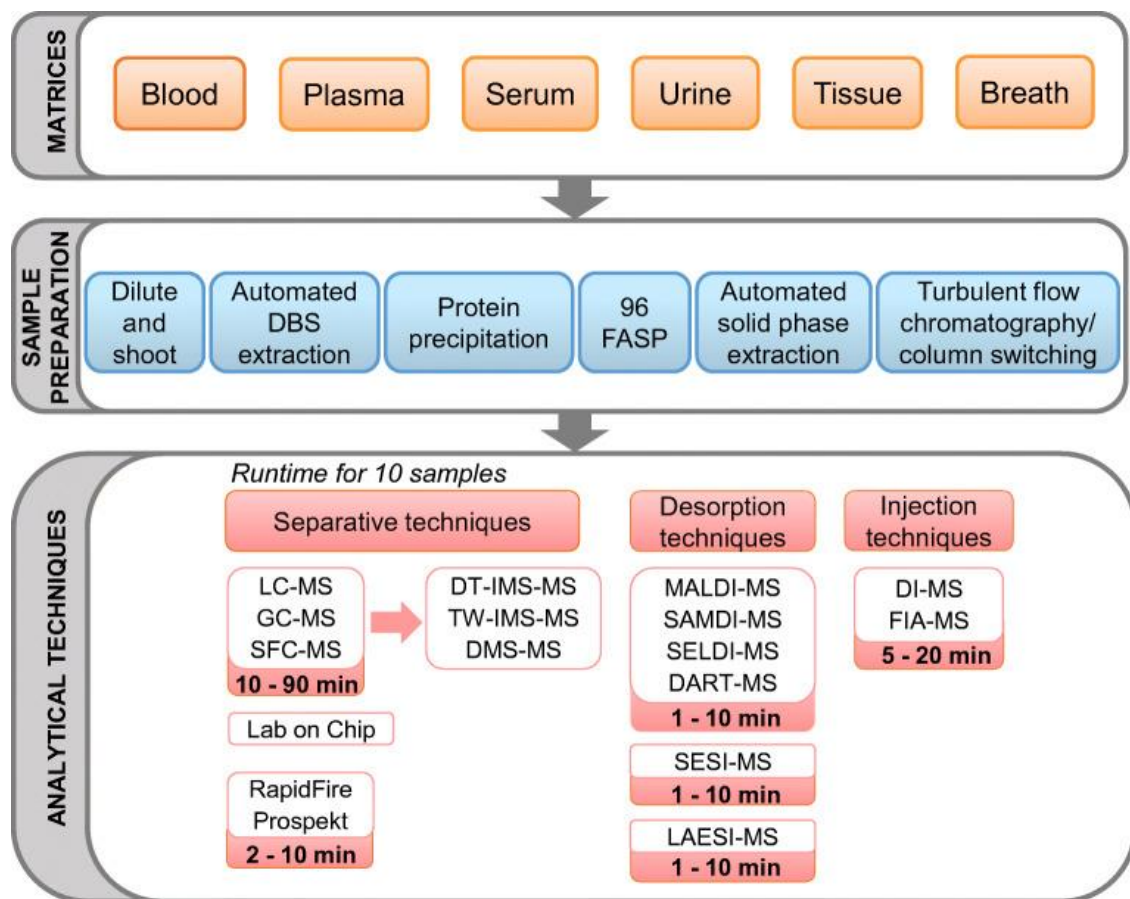 MATRICES
Blood
Plasma
Serum
Urine
Tissue
Breath
SAMPLE
PREPARATION
Dilute
and
shoot
Automated
DBS
extraction
Protein
precipitation
96
FASP
Automated
solid phase
extraction
Turbulent flow
chromatography/
column switching
ANALYTICAL TECHNIQUES
Runtime for 10 samples
Separative techniques
LC-MS
GC-MS
SFC-MS
10 - 90 min
DT-IMS-MS
TW-IMS-MS
DMS-MS
Lab on Chip
RapidFire
Prospekt
2 - 10 min
Desorption
techniques
MALDI-MS
SAMDI-MS
SELDI-MS
DART-MS
1 - 10 min
SESI-MS
1 - 10 min
LAESI-MS
1 - 10 min
Injection
techniques
DI-MS
FIA-MS
5 - 20 min